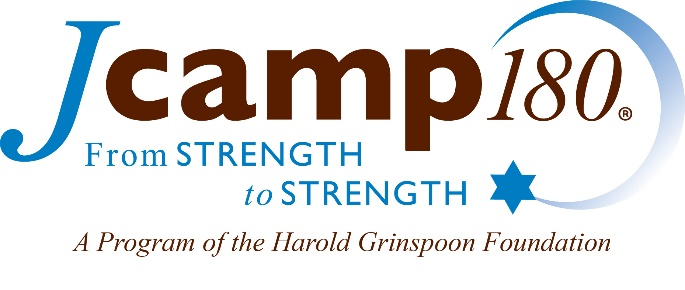 Jcamp180®
From STRENGTH
to STRENGTH
A Program of the Harold Grinspoon Foundation